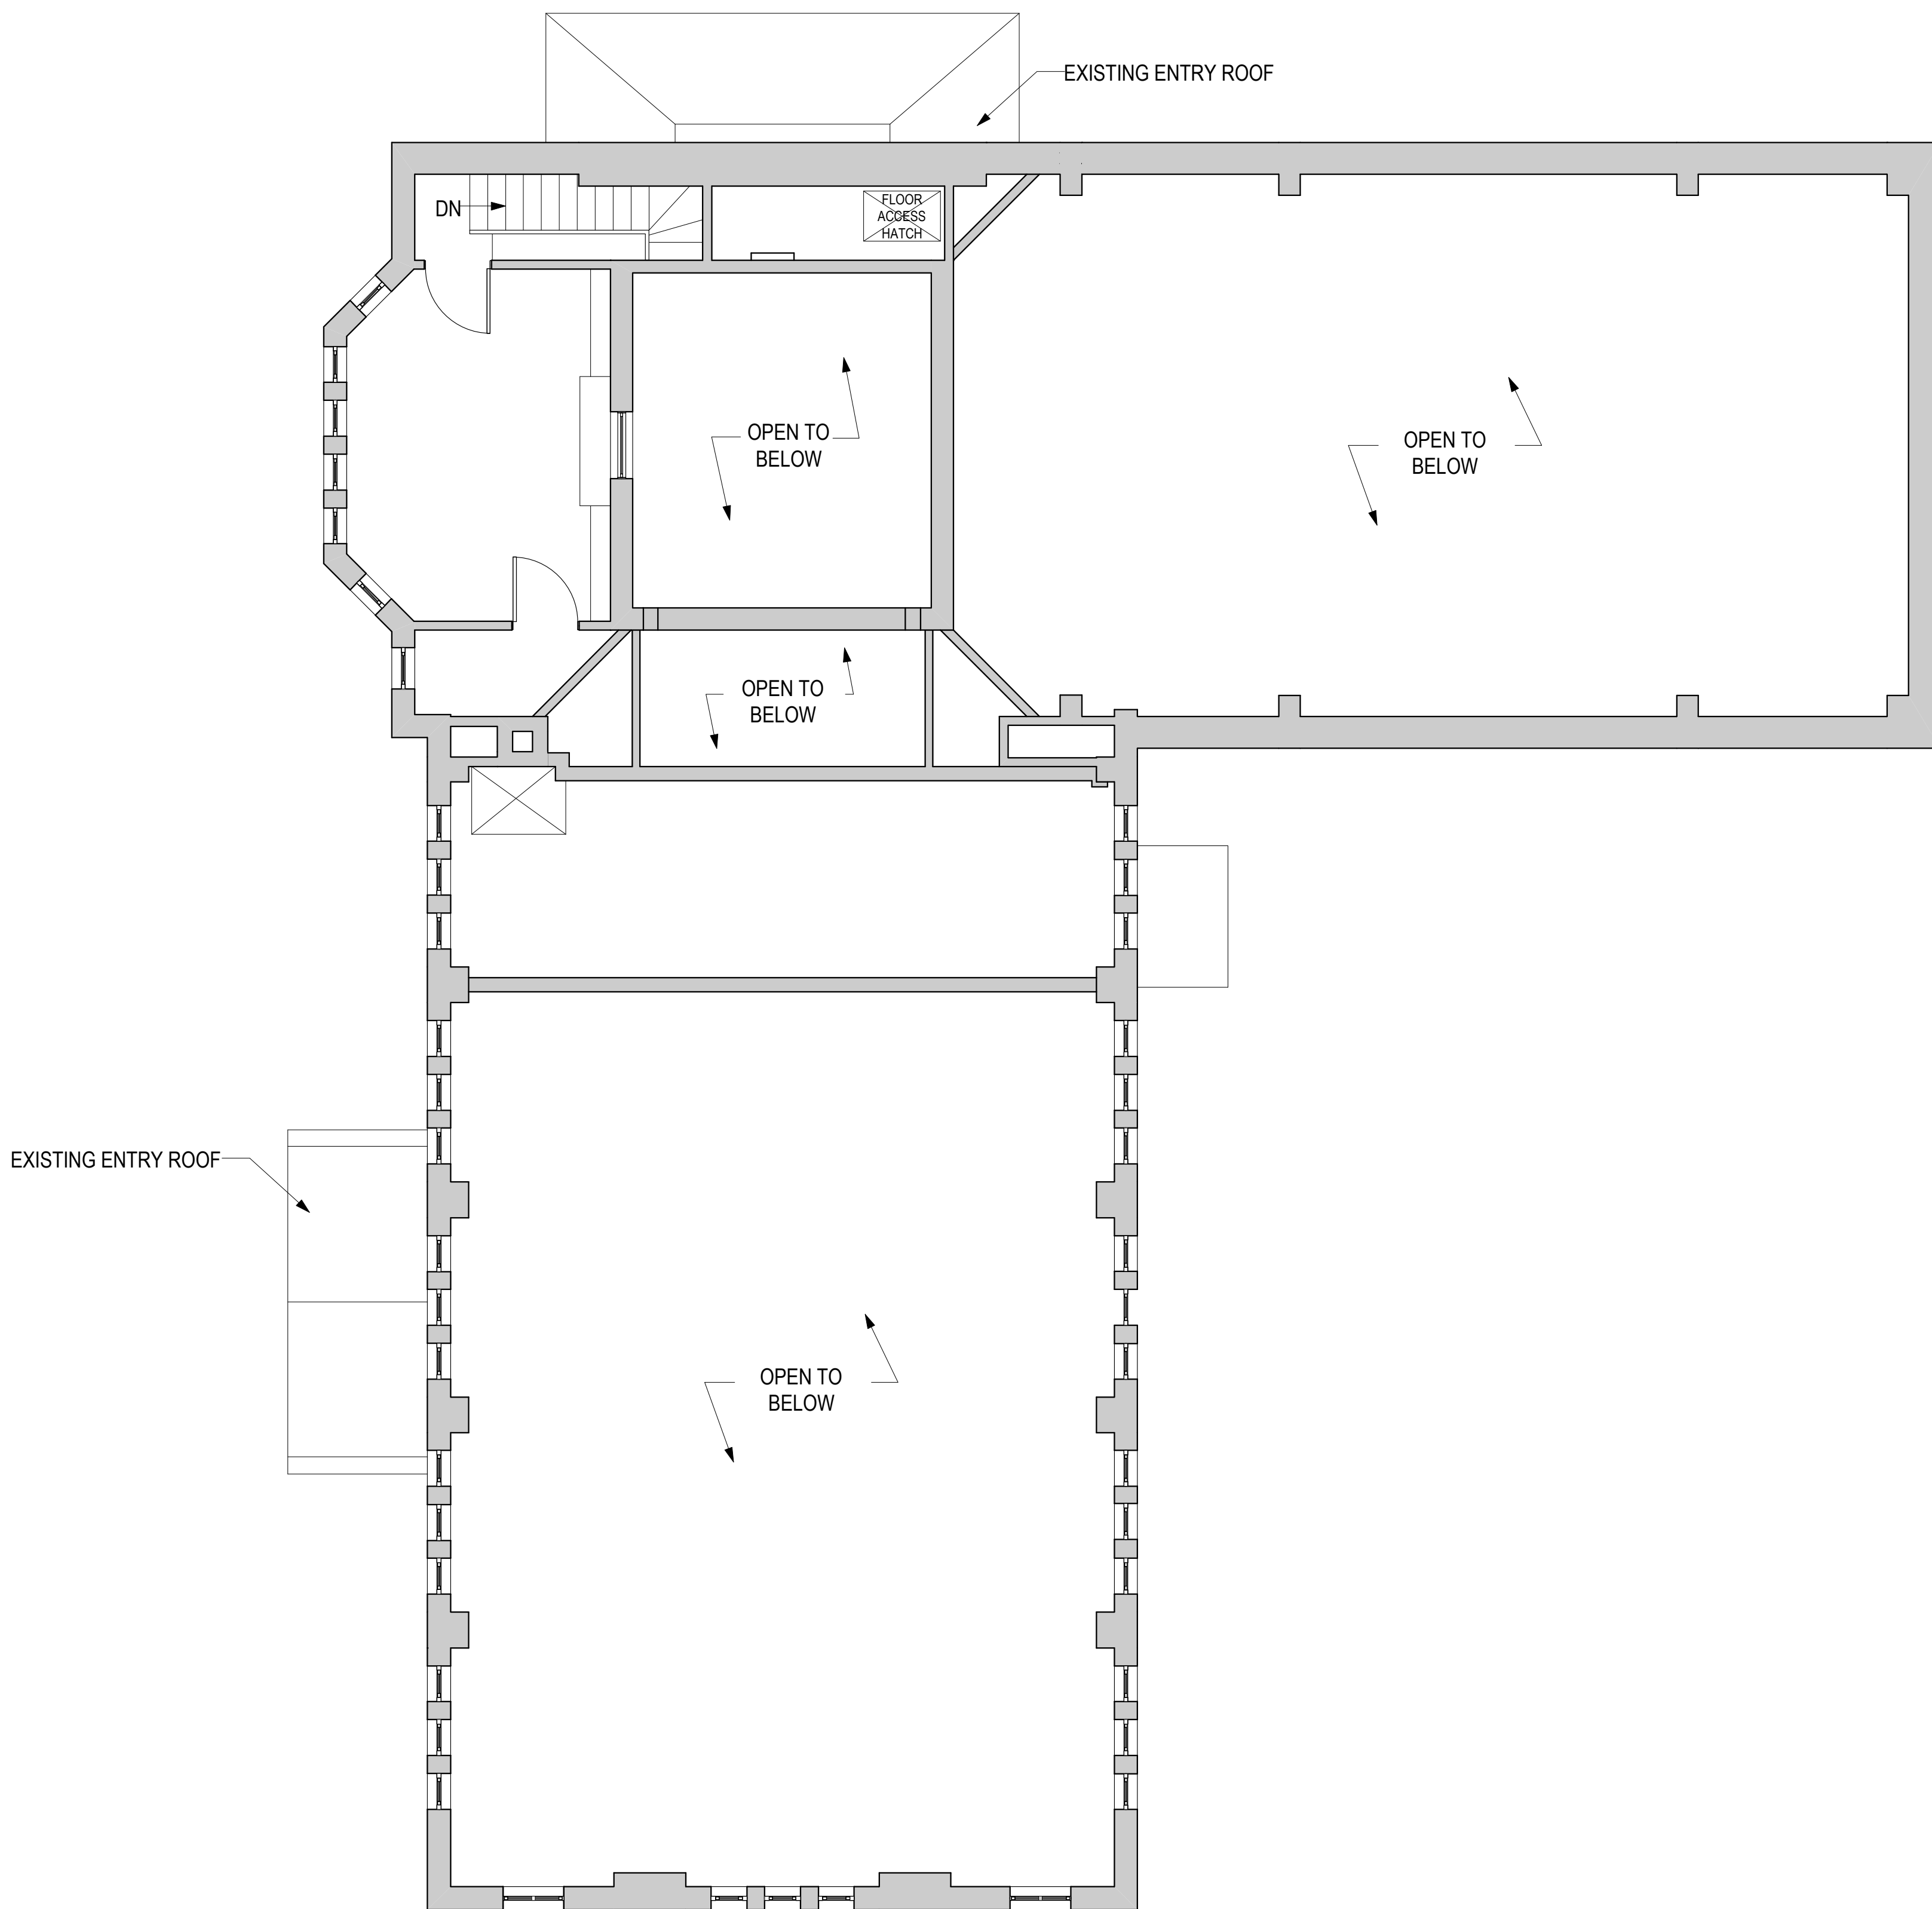 EXISTING ENTRY ROOF
DN
FLOOR
ACCESS
HATCH
OPEN TO
BELOW
OPEN TO
BELOW
OPEN TO
BELOW
EXISTING ENTRY ROOF
OPEN TO
BELOW